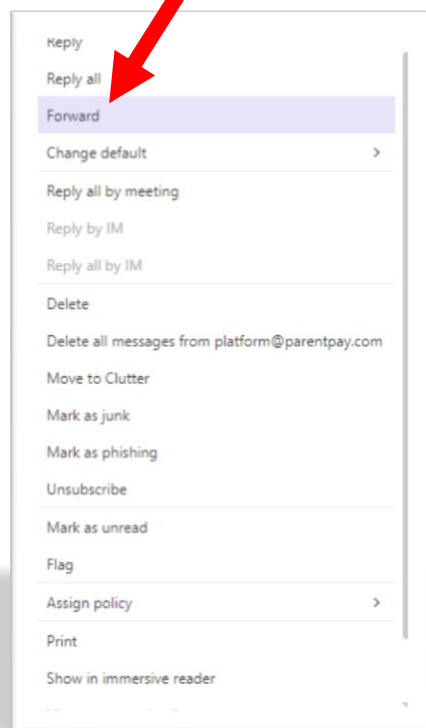 Reply
Reply all
Forward
Change default
Reply all by meeting
Reply by IM
Reply all by IM
Delete
Delete all messages from platform@parentpay.com
Move to Clutter
Mark as junk
Mark as phishing
Unsubscribe
Mark as unread
Flag
Assign policy
Print
Show in immersive reader